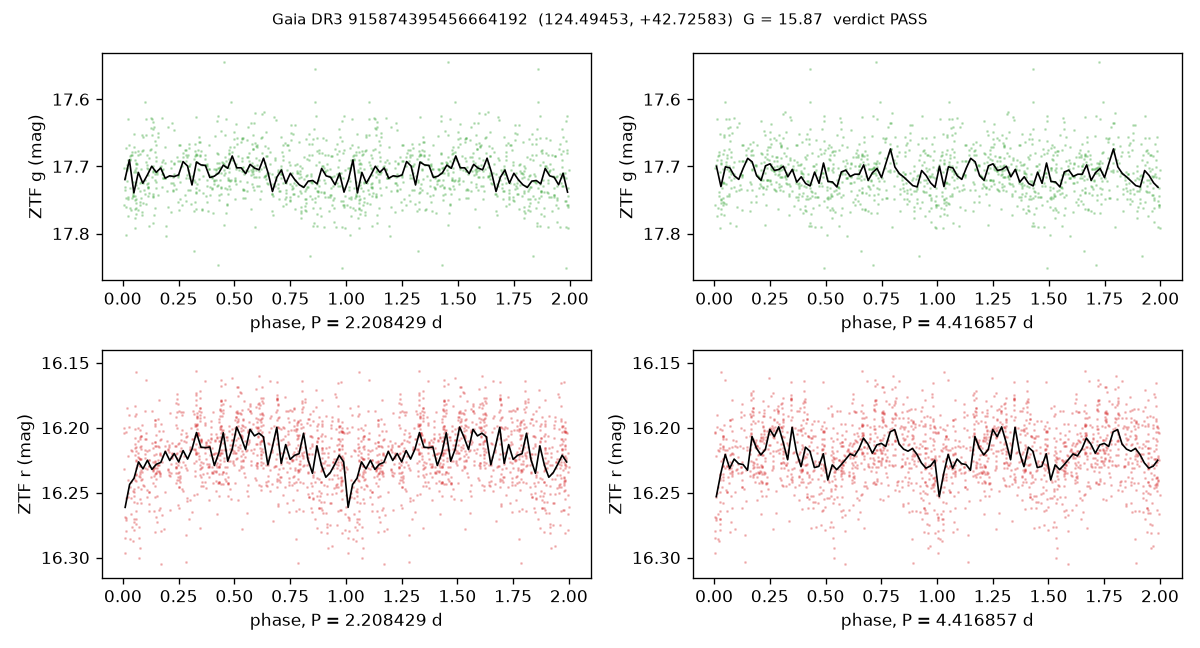 Gaia DR3 915874395456664192 (124.49453, +42.72583) G = 15.87 verdict PASS
ZTF g (mag)
17.6
17.7
17.8
0.00 0.25 0.50 0.75 1.00 1.25 1.50 1.75 2.00
phase, P = 2.208429 d
ZTF g (mag)
17.6
17.7
17.8
0.00 0.25 0.50 0.75 1.00 1.25 1.50 1.75 2.00
phase, P = 4.416857 d
ZTF r (mag)
16.15
16.20
16.25
16.30
0.00 0.25 0.50 0.75 1.00 1.25 1.50 1.75 2.00
phase, P = 2.208429 d
ZTF r (mag)
16.15
16.20
16.25
16.30
0.00 0.25 0.50 0.75 1.00 1.25 1.50 1.75 2.00
phase, P = 4.416857 d